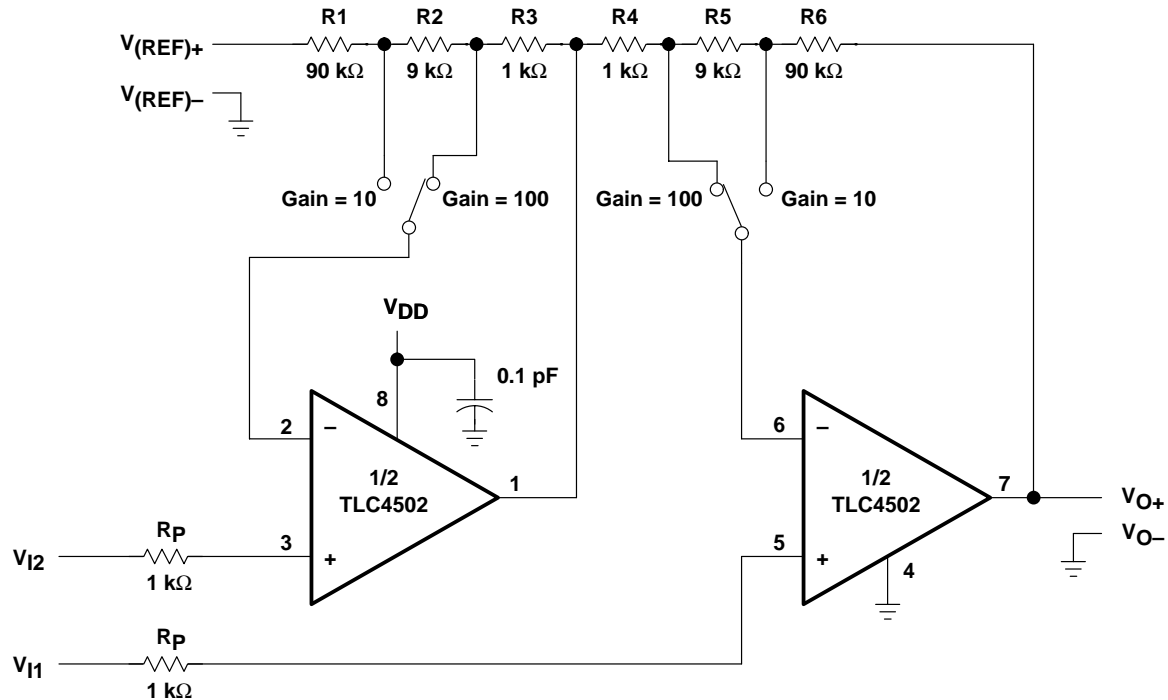 R1 R2 R3 R4 R5 R6
V(REF)+
90 kΩ 9 kΩ 1 kΩ 1 kΩ 9 kΩ 90 kΩ
V(REF)–
Gain = 10 Gain = 100 Gain = 100 Gain = 10
VDD
0.1 pF
8
2 – 6 –
1/2 1 1/2 7
TLC4502 TLC4502
VO+
VO–
RP 3 + 5 + 4
VI2
1 kΩ
RP
VI1
1 kΩ